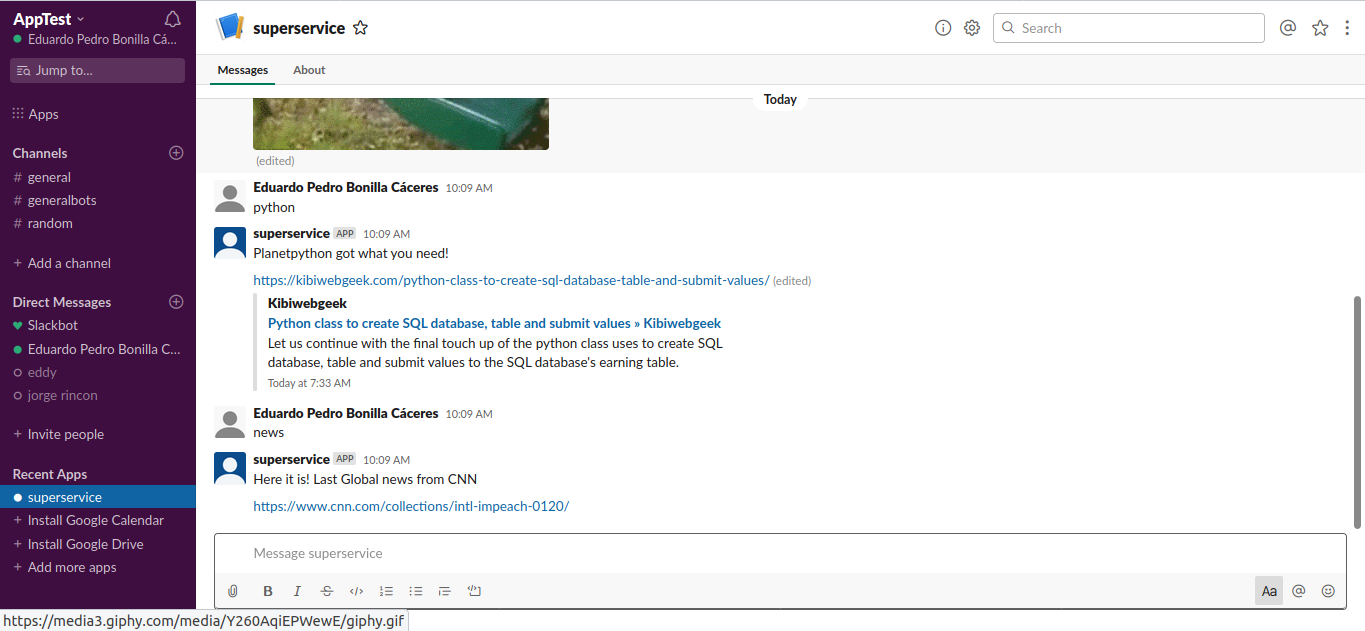 AppTest
Eduardo Pedro Bonilla Cá...
Jump to...
Apps
Channels
# general
# generalbots
# random
+ Add a channel
Direct Messages
Slackbot
Eduardo Pedro Bonilla C...
eddy
jorge rincon
+ Invite people
Recent Apps
superservice
+ Install Google Calendar
+ Install Google Drive
+ Add more apps
superservice
Search
Messages About
Today
(edited)
Eduardo Pedro Bonilla Cáceres 10:09 AM
python
superservice APP 10:09 AM
Planetpython got what you need!
https://kibiwebgeek.com/python-class-to-create-sql-database-table-and-submit-values/ (edited)
Kibiwebgeek
Python class to create SQL database, table and submit values » Kibiwebgeek
Let us continue with the final touch up of the python class uses to create SQL
database, table and submit values to the SQL database's earning table.
Today at 7:33 AM
Eduardo Pedro Bonilla Cáceres 10:09 AM
news
superservice APP 10:09 AM
Here it is! Last Global news from CNN
https://www.cnn.com/collections/intl-impeach-0120/
Message superservice
B I S </> Aa @
https://media3.giphy.com/media/Y260AqiEPWewE/giphy.gif